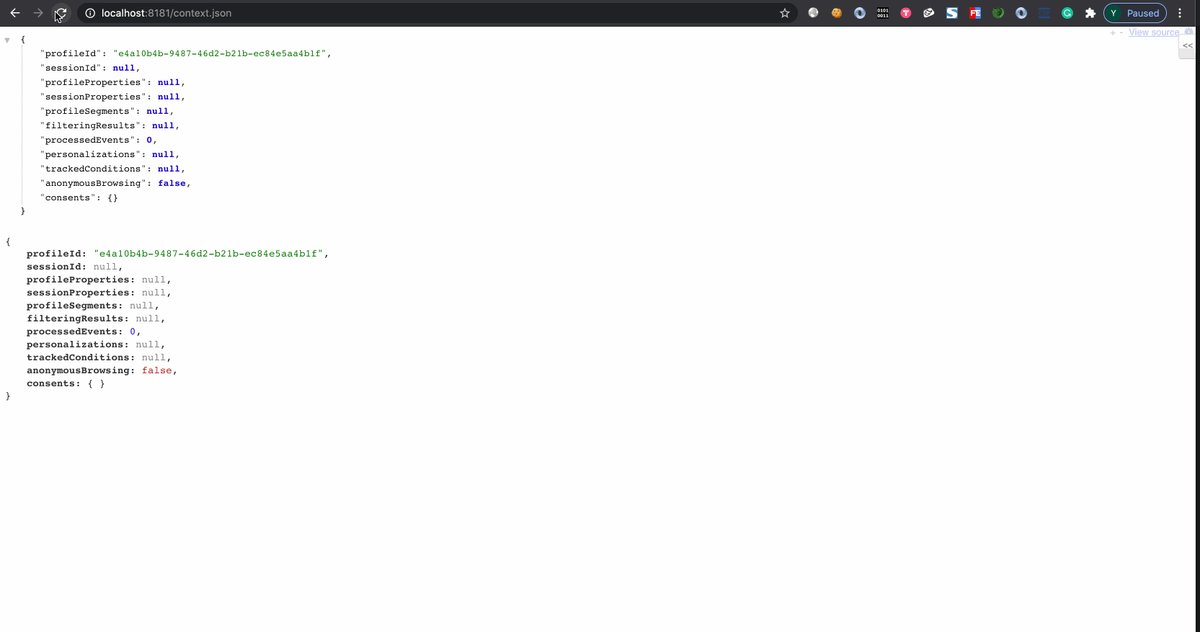 localhost:8181/context.json
Y Paused
+ - View source
<<
{
"profileId": "e4a10b4b-9487-46d2-b21b-ec84e5aa4b1f",
"sessionId": null,
"profileProperties": null,
"sessionProperties": null,
"profileSegments": null,
"filteringResults": null,
"processedEvents": 0,
"personalizations": null,
"trackedConditions": null,
"anonymousBrowsing": false,
"consents": {}
}
{
profileId: "e4a10b4b-9487-46d2-b21b-ec84e5aa4b1f",
sessionId: null,
profileProperties: null,
sessionProperties: null,
profileSegments: null,
filteringResults: null,
processedEvents: 0,
personalizations: null,
trackedConditions: null,
anonymousBrowsing: false,
consents: { }
}